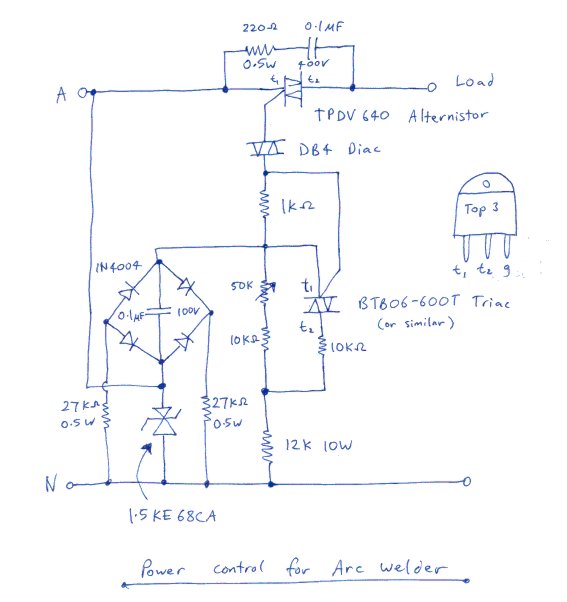 220Ω 0.1MF
0.5W 400V
A
t₁ t₂
Load
TPDV 640 Alternistor
DB4 Diac
1KΩ
Top 3
t₁ t₂ g
1N4004
50K
t₁
BTB06-600T Triac
(or similar)
0.1MF 100V
t₂
10KΩ
10KΩ
27KΩ
0.5W
27KΩ
0.5W
12K 10W
N
1.5KE68CA
Power control for Arc welder